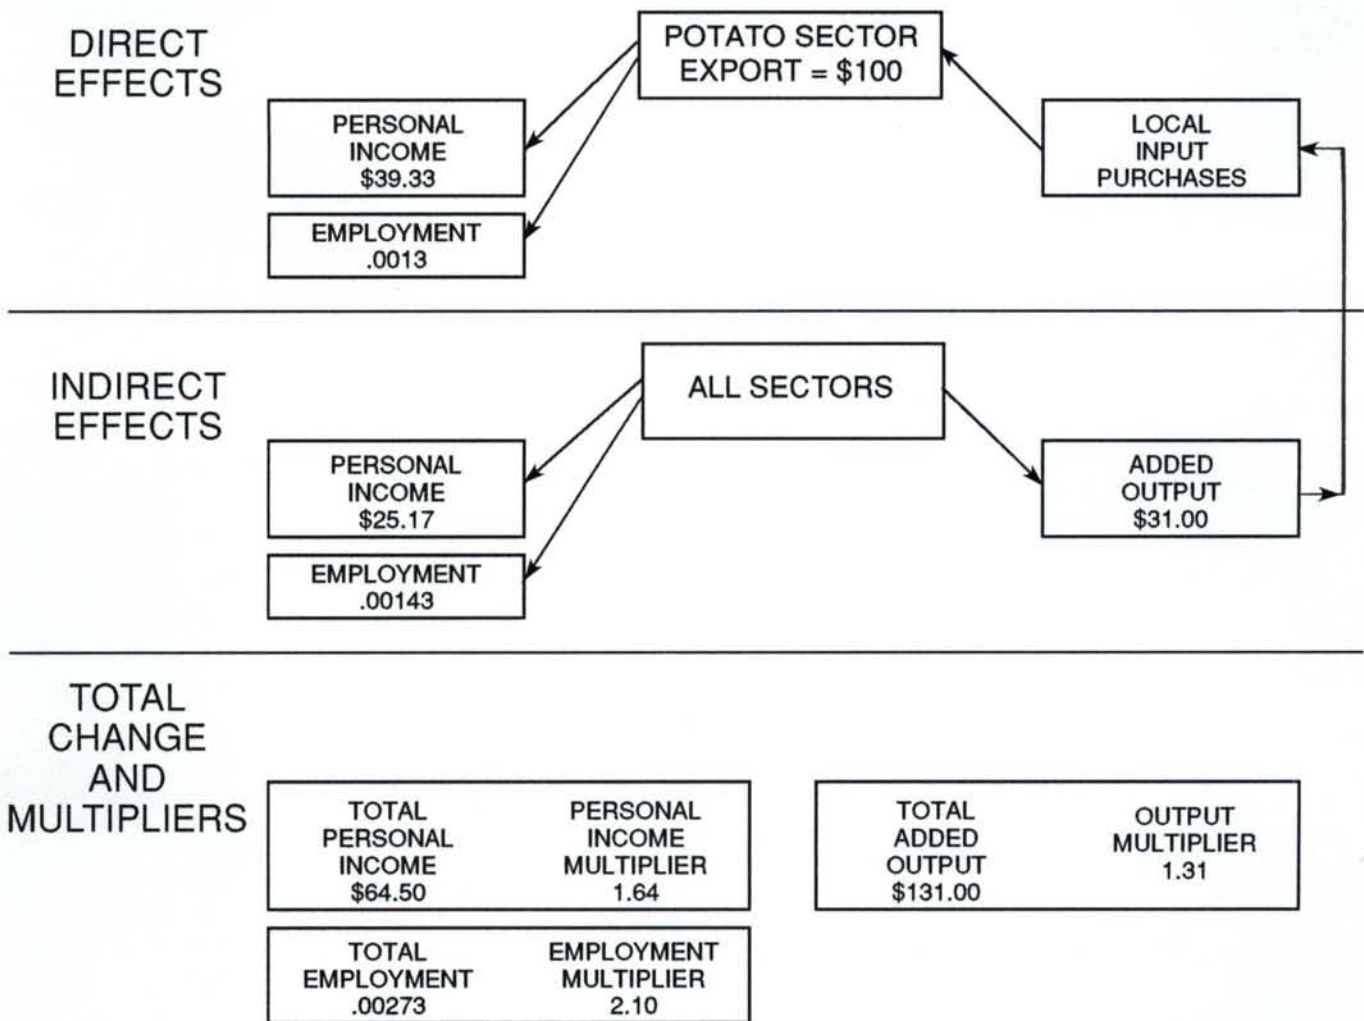 DIRECT
EFFECTS
POTATO SECTOR
EXPORT = $100
PERSONAL
INCOME
$39.33
EMPLOYMENT
.0013
LOCAL
INPUT
PURCHASES
INDIRECT
EFFECTS
ALL SECTORS
PERSONAL
INCOME
$25.17
EMPLOYMENT
.00143
ADDED
OUTPUT
$31.00
TOTAL
CHANGE
AND
MULTIPLIERS
TOTAL
PERSONAL
INCOME
$64.50
PERSONAL
INCOME
MULTIPLIER
1.64
TOTAL
ADDED
OUTPUT
$131.00
OUTPUT
MULTIPLIER
1.31
TOTAL
EMPLOYMENT
.00273
EMPLOYMENT
MULTIPLIER
2.10